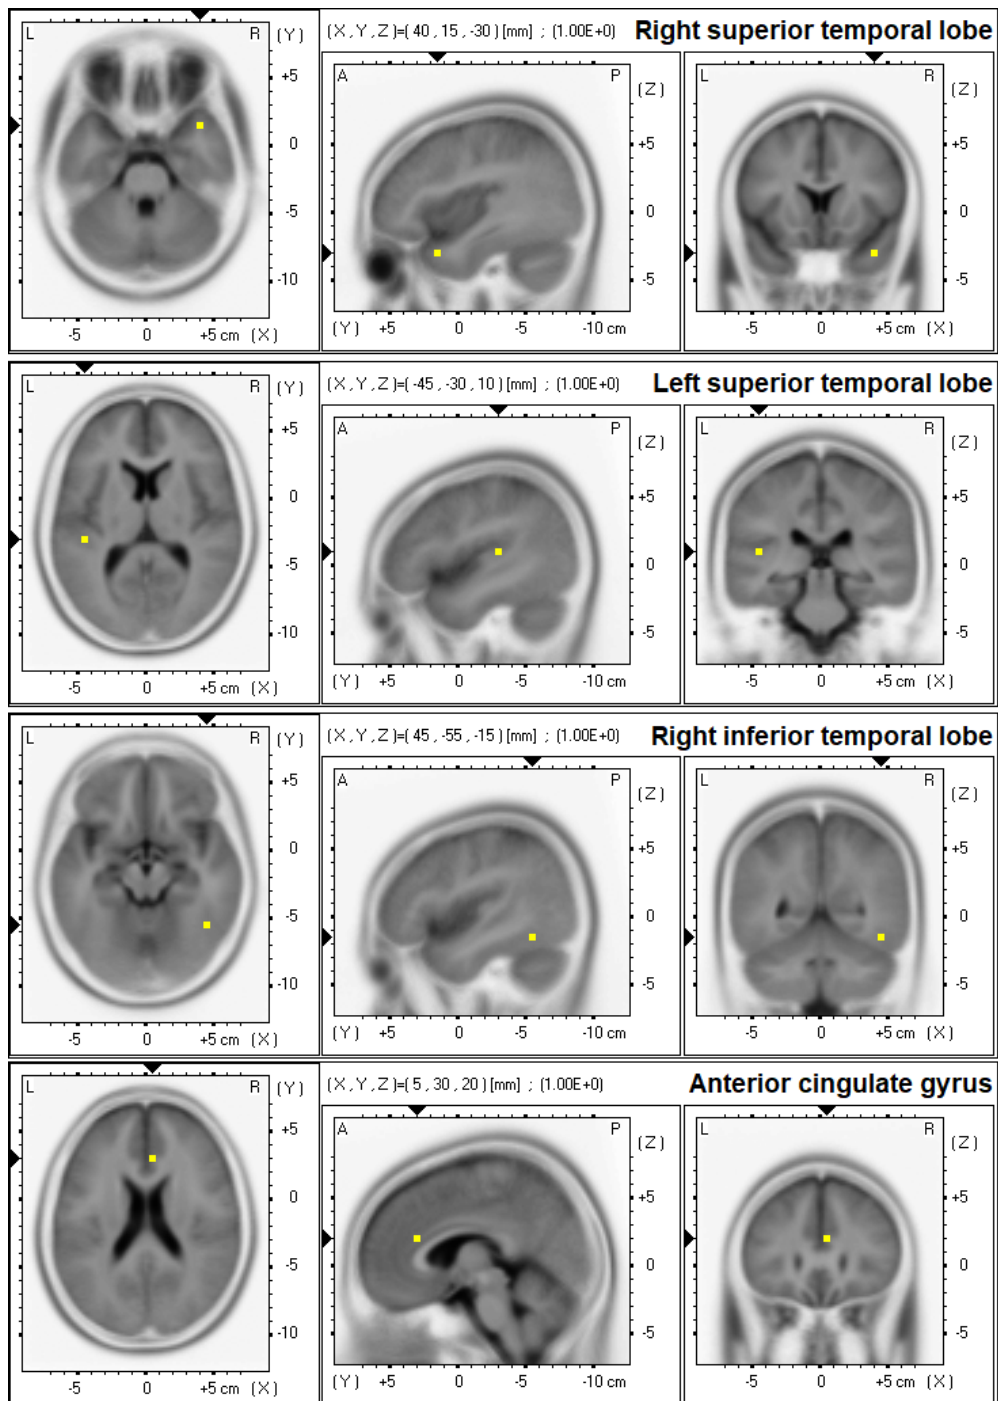 L R (Y) (X,Y,Z)=(40,15,-30)[mm] ; (1.00E+0) Right superior temporal lobe
A P (Z) L R (Z)
+5 0 -5 -10
+5 0 -5
+5 0 -5
-5 0 +5 cm (X) (Y) +5 0 -5 -10 cm -5 0 +5 cm (X)
L R (Y) (X,Y,Z)=(-45,-30,10)[mm] ; (1.00E+0) Left superior temporal lobe
A P (Z) L R (Z)
+5 0 -5 -10
+5 0 -5
+5 0 -5
-5 0 +5 cm (X) (Y) +5 0 -5 -10 cm -5 0 +5 cm (X)
L R (Y) (X,Y,Z)=(45,-55,-15)[mm] ; (1.00E+0) Right inferior temporal lobe
A P (Z) L R (Z)
+5 0 -5 -10
+5 0 -5
+5 0 -5
-5 0 +5 cm (X) (Y) +5 0 -5 -10 cm -5 0 +5 cm (X)
L R (Y) (X,Y,Z)=(5,30,20)[mm] ; (1.00E+0) Anterior cingulate gyrus
A P (Z) L R (Z)
+5 0 -5 -10
+5 0 -5
+5 0 -5
-5 0 +5 cm (X) (Y) +5 0 -5 -10 cm -5 0 +5 cm (X)